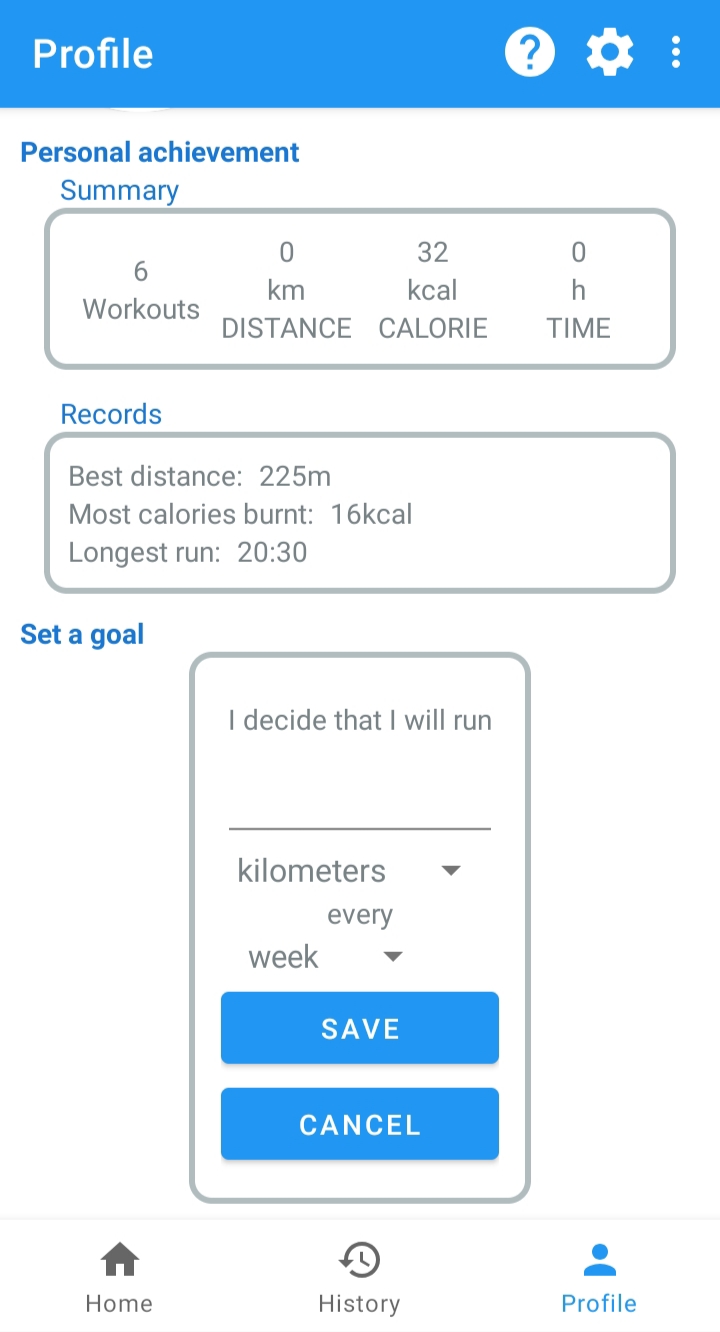 Profile
Personal achievement
Summary
6
Workouts
0
km
DISTANCE
32
kcal
CALORIE
0
h
TIME
Records
Best distance: 225m
Most calories burnt: 16kcal
Longest run: 20:30
Set a goal
I decide that I will run
kilometers
every
week
SAVE
CANCEL
Home
History
Profile